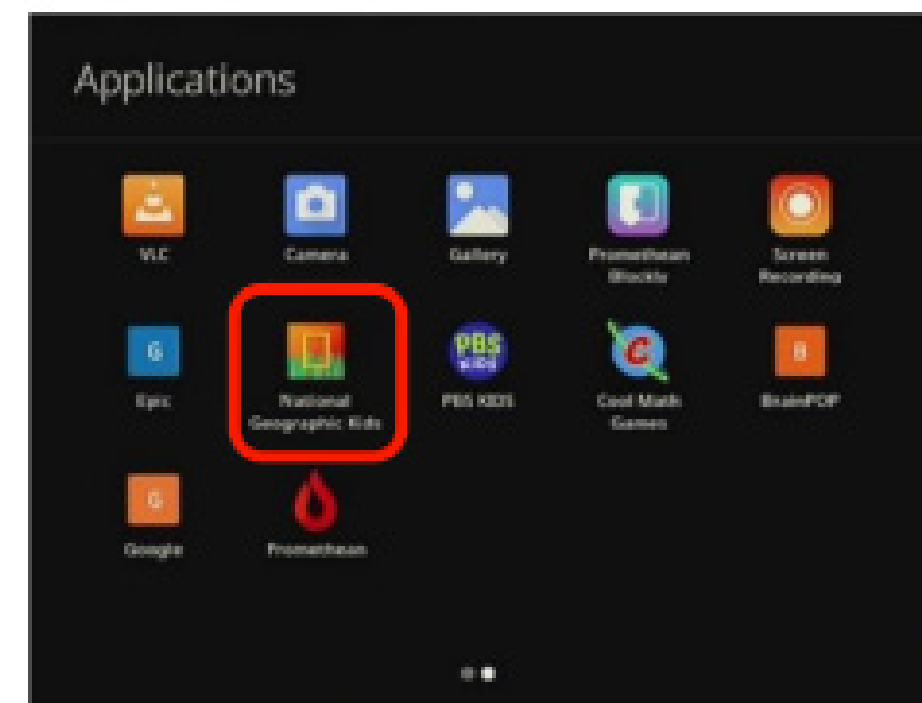 Applications
VLC
Camera
Gallery
Promethean
Blockly
Screen
Recording
G
Epic
National
Geographic Kids
PBS
KIDS
PBS KIDS
C
Cool Math
Games
B
BrainPOP
G
Google
Promethean